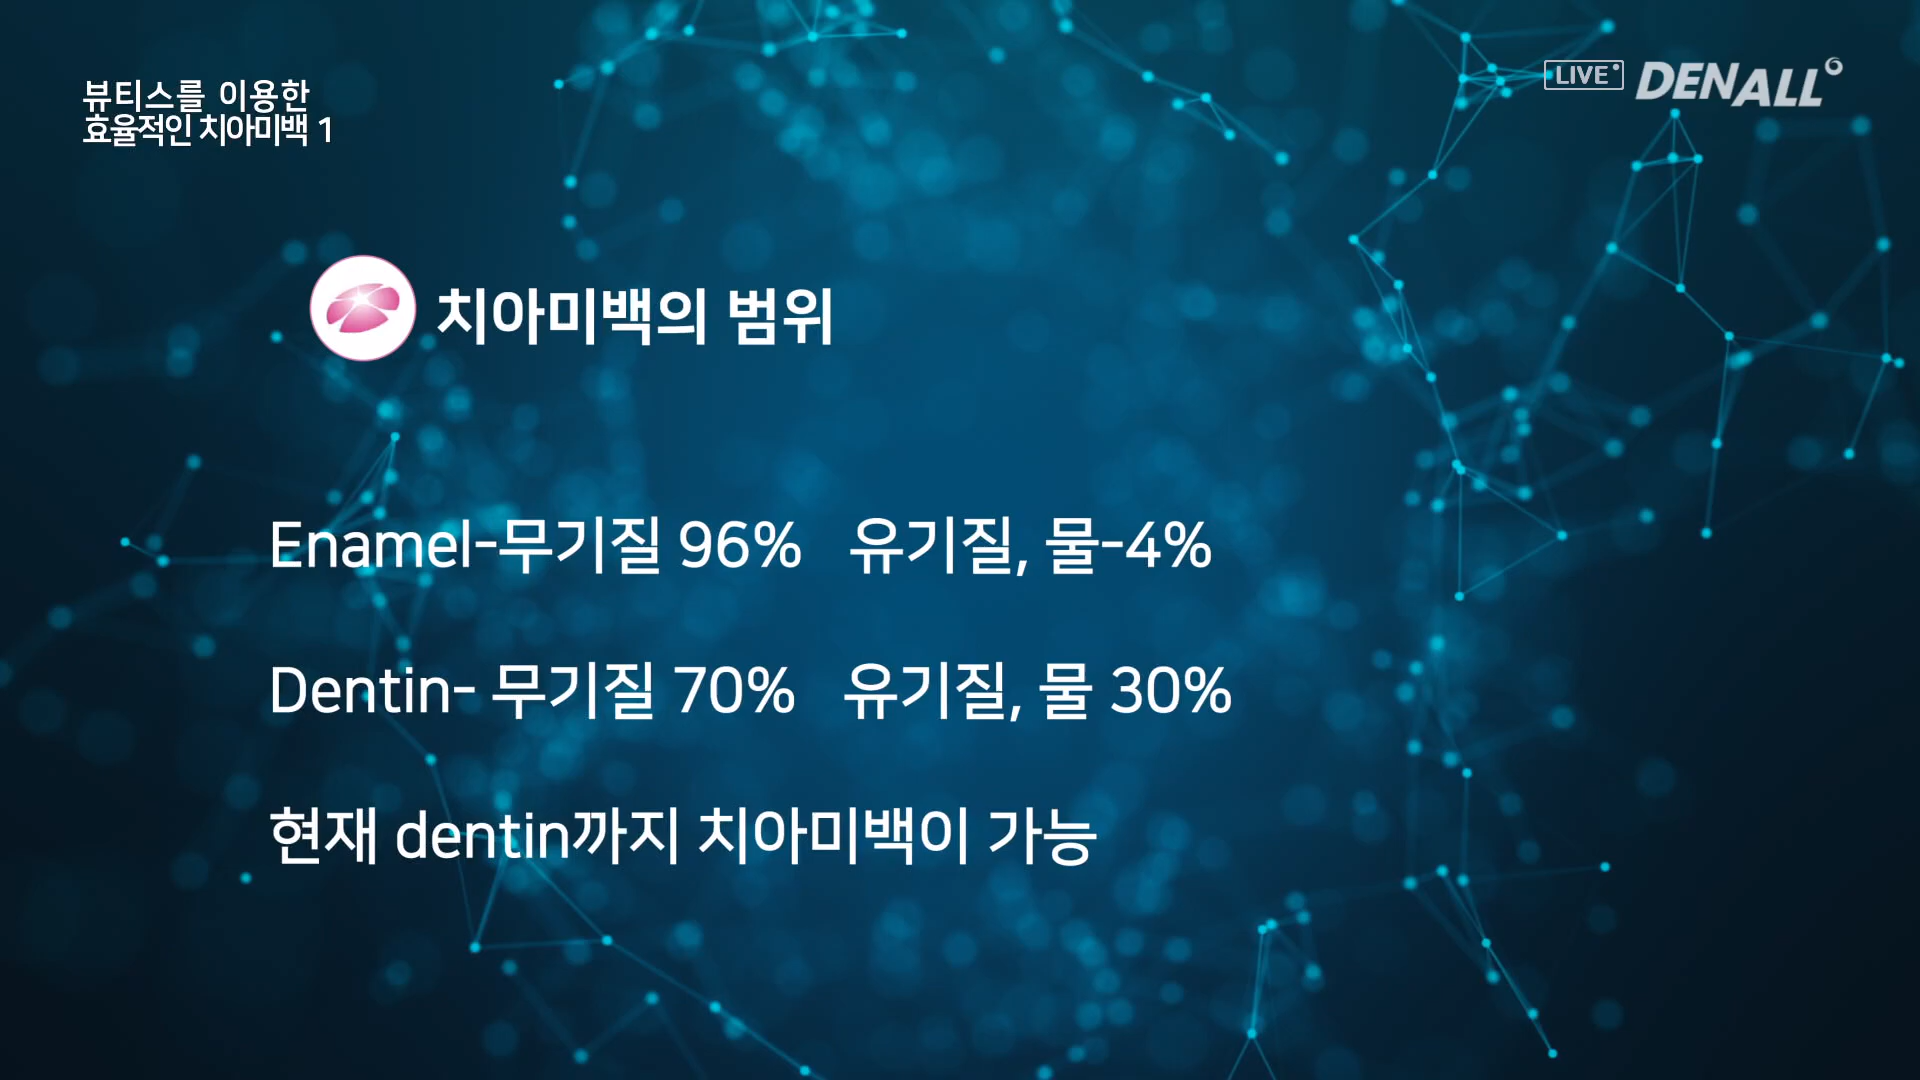 뷰티스를 이용한
효율적인 치아미백 1
LIVE DENALL
치아미백의 범위
Enamel-무기질 96% 유기질, 물-4%
Dentin- 무기질 70% 유기질, 물 30%
현재 dentin까지 치아미백이 가능